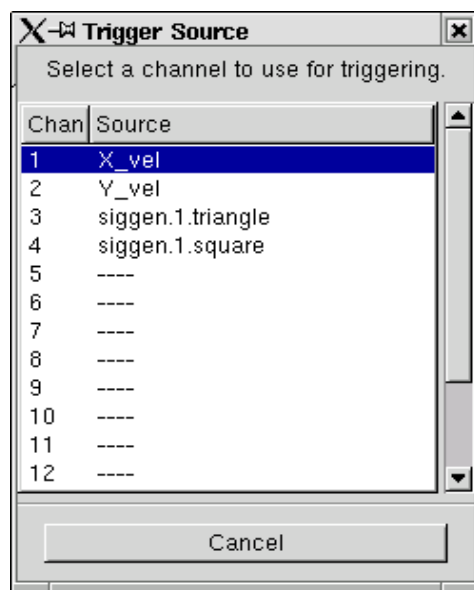 Trigger Source
Select a channel to use for triggering.
Chan Source
1 X_vel
2 Y_vel
3 siggen.1.triangle
4 siggen.1.square
5 ----
6 ----
7 ----
8 ----
9 ----
10 ----
11 ----
12 ----
Cancel